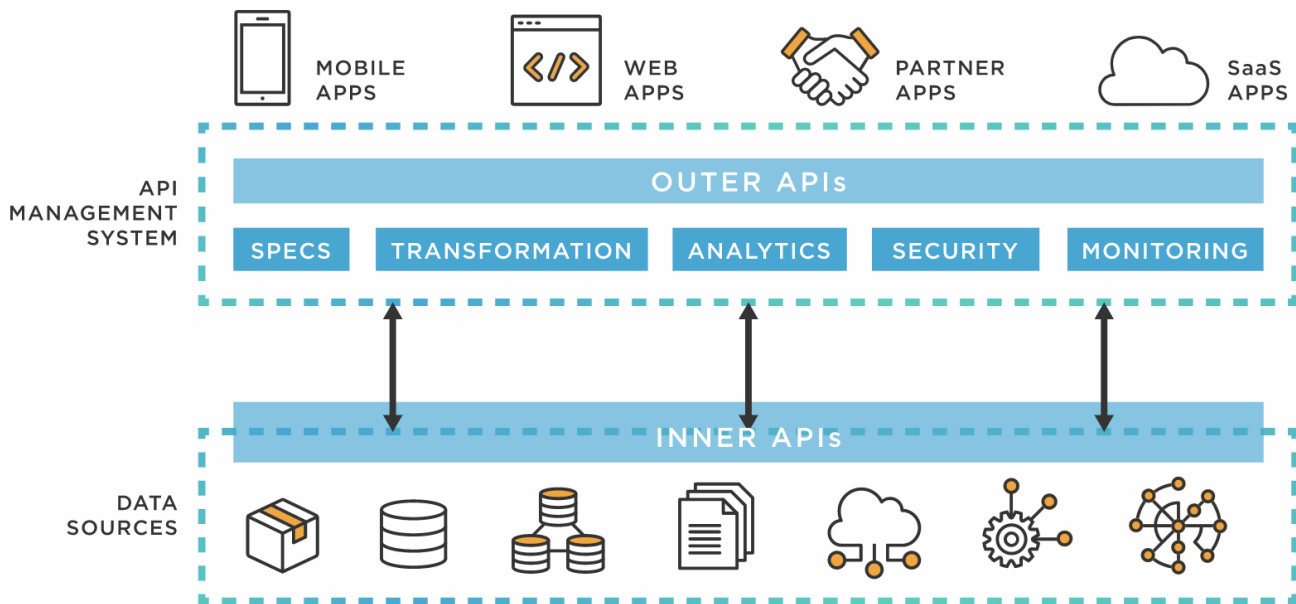 MOBILE
APPS
WEB
APPS
PARTNER
APPS
SaaS
APPS
API
MANAGEMENT
SYSTEM
OUTER APIs
SPECS
TRANSFORMATION
ANALYTICS
SECURITY
MONITORING
INNER APIs
DATA
SOURCES